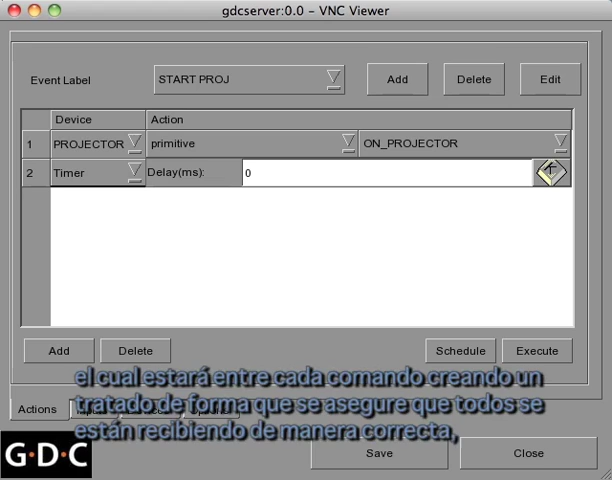 gdcserver:0.0 – VNC Viewer
Event Label START PROJ Add Delete Edit
Device Action
1 PROJECTOR primitive ON_PROJECTOR
2 Timer Delay(ms): 0
Add Delete Schedule Execute
el cual estará entre cada comando creando un
tratado de forma que se asegure que todos se
están recibiendo de manera correcta,
Actions
G·D·C
Save Close